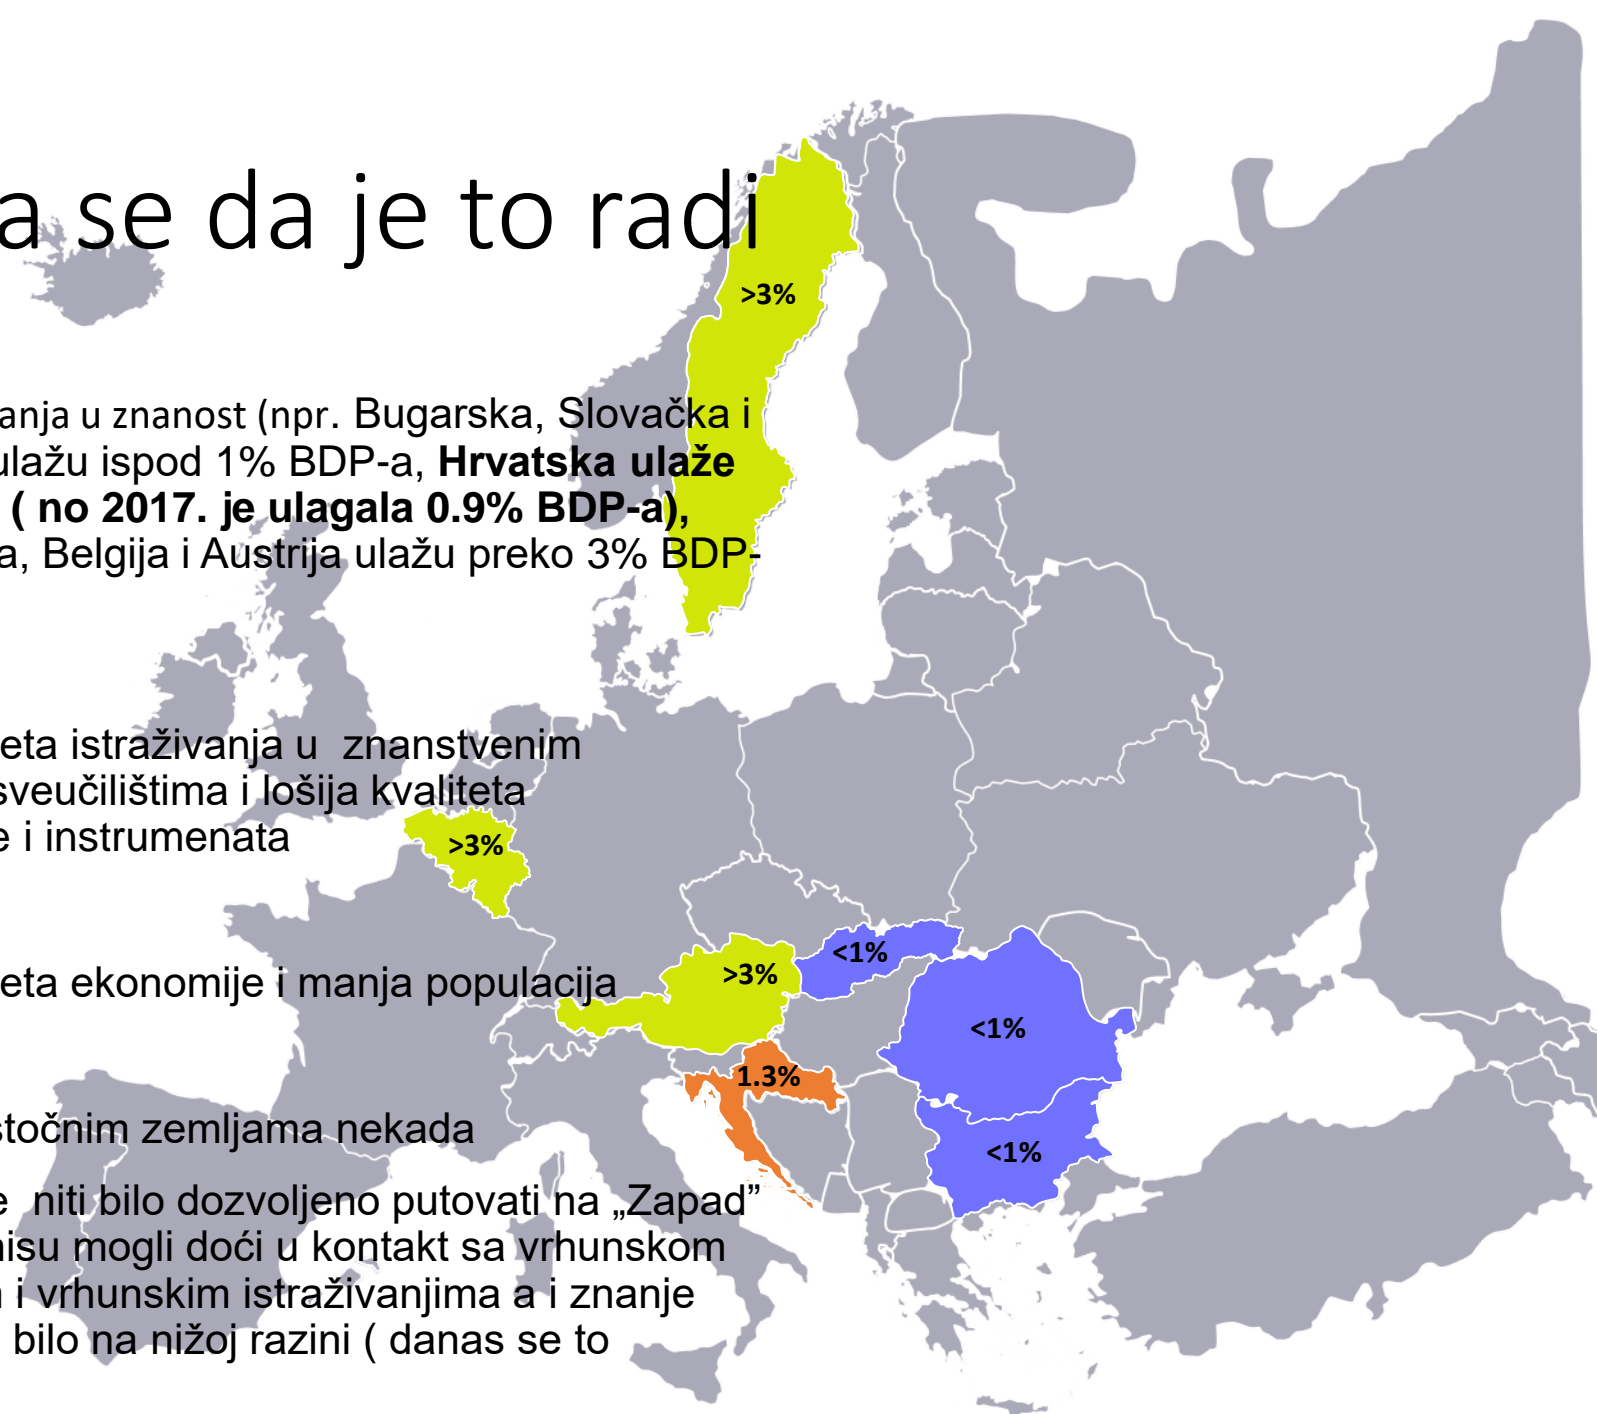 a se da je to radi
>3%
anja u znanost (npr. Bugarska, Slovačka i
ulažu ispod 1% BDP-a, Hrvatska ulaže
( no 2017. je ulagala 0.9% BDP-a),
a, Belgija i Austrija ulažu preko 3% BDP-
eta istraživanja u  znanstvenim
sveučilištima i lošija kvaliteta
e i instrumenata
>3%
<1%
>3%
eta ekonomije i manja populacija
<1%
1.3%
stočnim zemljama nekada
<1%
e  niti bilo dozvoljeno putovati na „Zapad”
nisu mogli doći u kontakt sa vrhunskom
n i vrhunskim istraživanjima a i znanje
bilo na nižoj razini ( danas se to